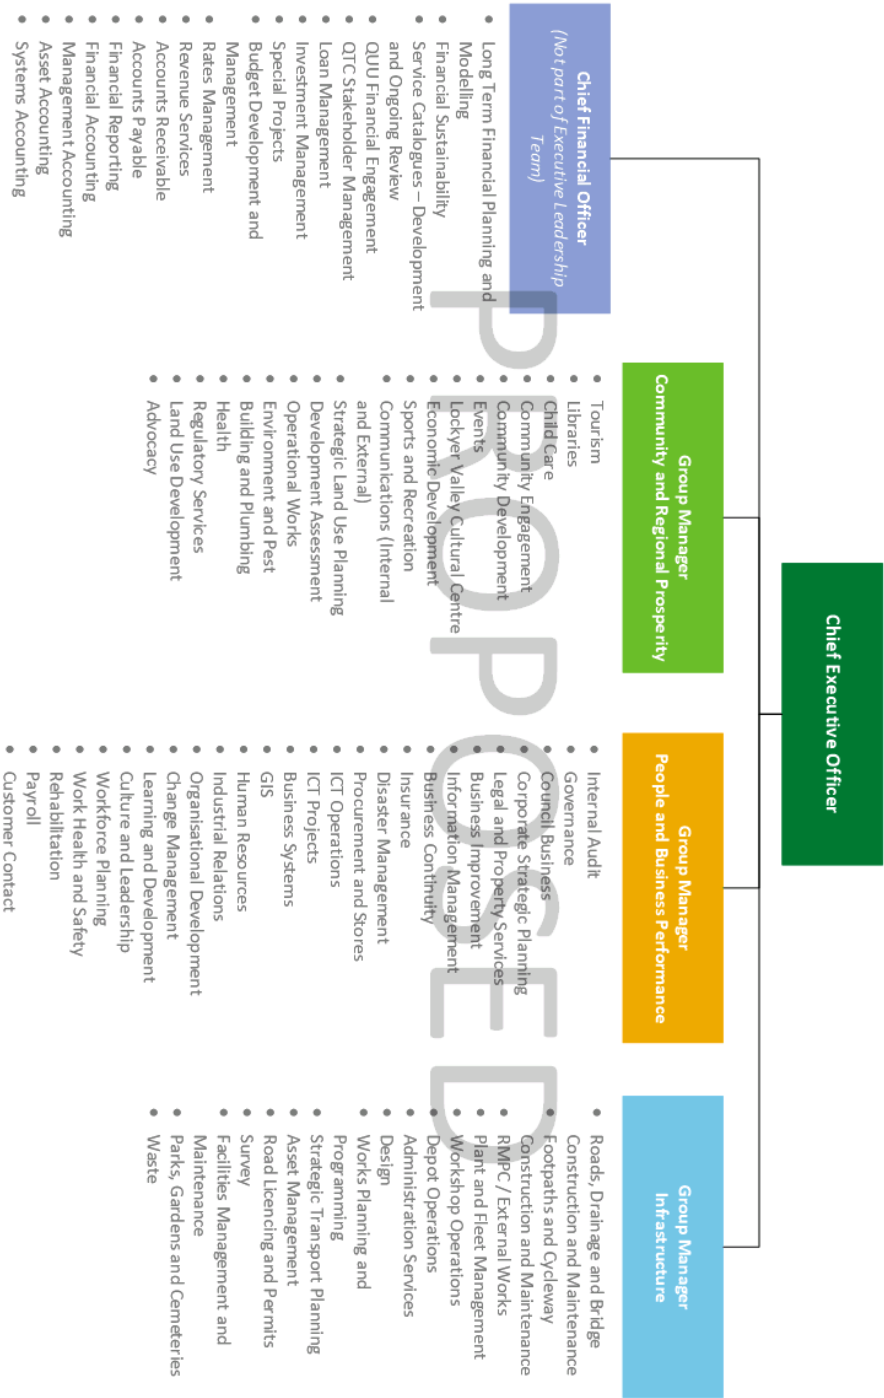 Chief Executive Officer
Chief Financial Officer
(Not part of Executive Leadership
Team)
• Long Term Financial Planning and
Modelling
• Financial Sustainability
• Service Catalogues – Development
and Ongoing Review
• QUU Financial Engagement
• QTC Stakeholder Management
• Loan Management
• Investment Management
• Special Projects
• Budget Development and
Management
• Rates Management
• Revenue Services
• Accounts Receivable
• Accounts Payable
• Financial Reporting
• Financial Accounting
• Management Accounting
• Asset Accounting
• Systems Accounting
Group Manager
Community and Regional Prosperity
• Tourism
• Libraries
• Child Care
• Community Engagement
• Community Development
• Events
• Lockyer Valley Cultural Centre
• Economic Development
• Sports and Recreation
• Communications (Internal
and External)
• Strategic Land Use Planning
• Development Assessment
• Operational Works
• Environment and Pest
• Building and Plumbing
• Health
• Regulatory Services
• Land Use Development
• Advocacy
Group Manager
People and Business Performance
• Internal Audit
• Governance
• Council Business
• Corporate Strategic Planning
• Legal and Property Services
• Business Improvement
• Information Management
• Business Continuity
• Insurance
• Disaster Management
• Procurement and Stores
• ICT Operations
• ICT Projects
• Business Systems
• GIS
• Human Resources
• Industrial Relations
• Organisational Development
• Change Management
• Learning and Development
• Culture and Leadership
• Workforce Planning
• Work Health and Safety
• Rehabilitation
• Payroll
• Customer Contact
Group Manager
Infrastructure
• Roads, Drainage and Bridge
Construction and Maintenance
• Footpaths and Cycleway
Construction and Maintenance
• RMPC / External Works
• Plant and Fleet Management
• Workshop Operations
• Depot Operations
• Administration Services
• Design
• Works Planning and
Programming
• Strategic Transport Planning
• Asset Management
• Road Licencing and Permits
• Survey
• Facilities Management and
Maintenance
• Parks, Gardens and Cemeteries
• Waste
PROPOSED